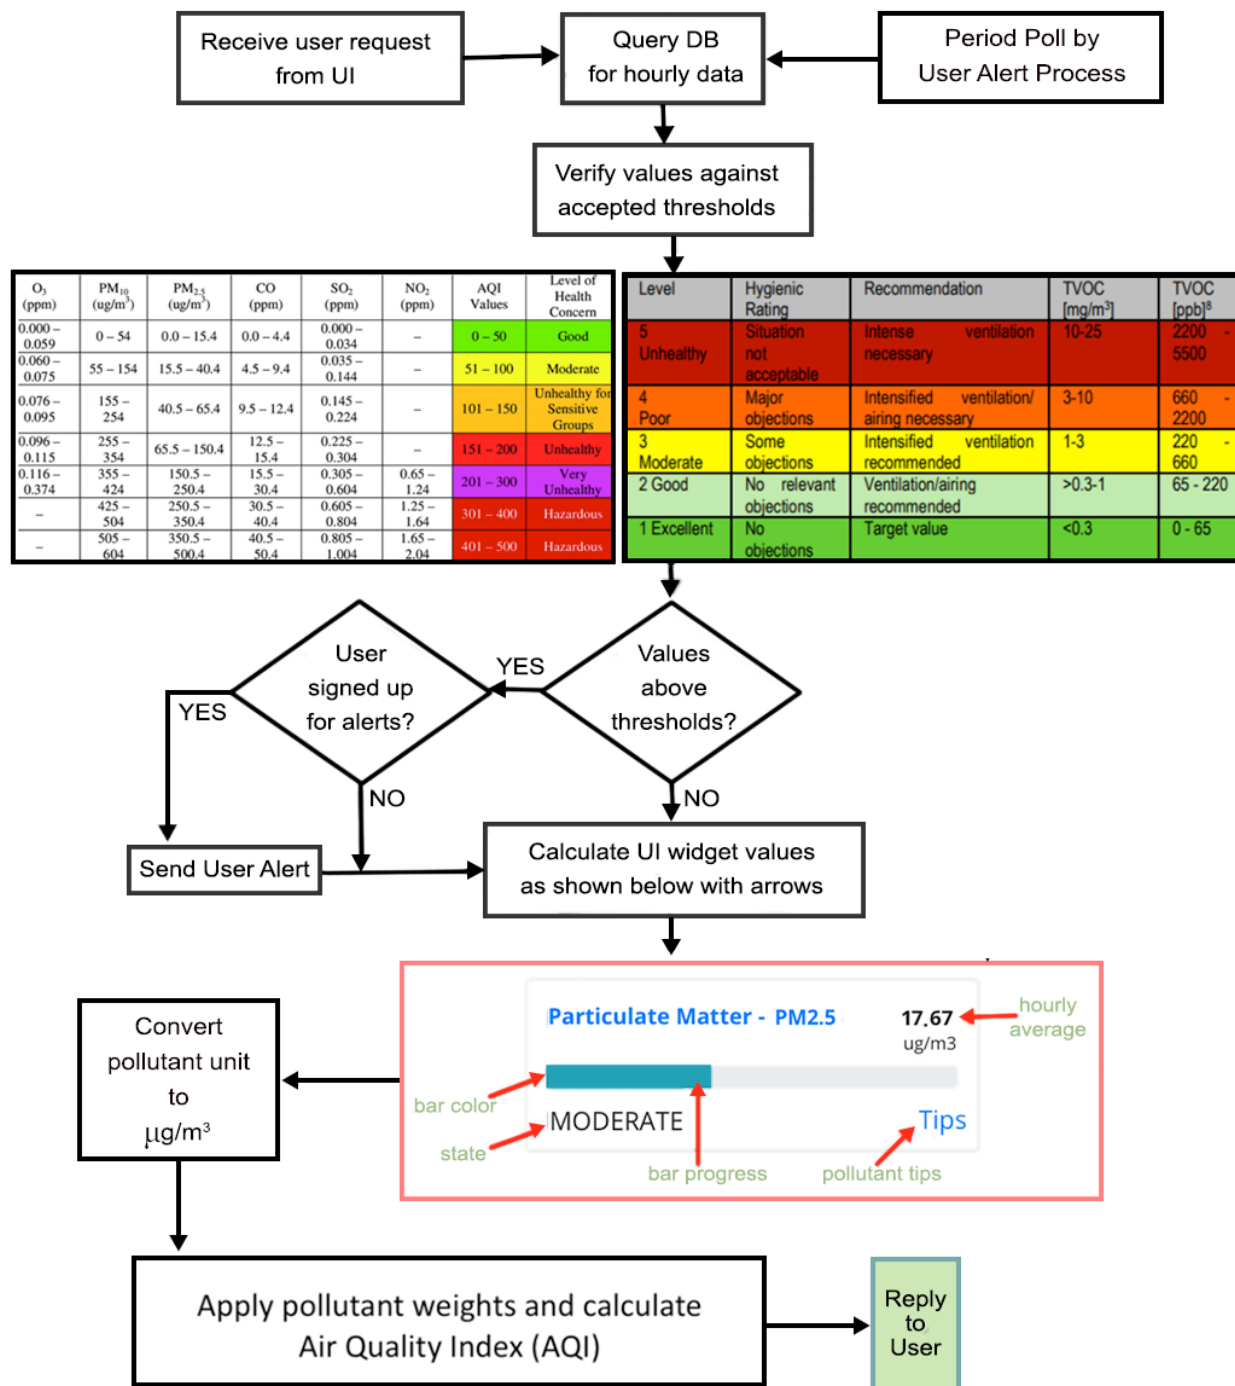 Receive user request
from UI
Query DB
for hourly data
Period Poll by
User Alert Process
Verify values against
accepted thresholds
O₃ (ppm) PM₁₀ (ug/m³) PM₂.₅ (ug/m³) CO (ppm) SO₂ (ppm) NO₂ (ppm) AQI Values Level of Health Concern
0.000 – 0.059 0 – 54 0.0 – 15.4 0.0 – 4.4 0.000 – 0.034 – 0 – 50 Good
0.060 – 0.075 55 – 154 15.5 – 40.4 4.5 – 9.4 0.035 – 0.144 – 51 – 100 Moderate
0.076 – 0.095 155 – 254 40.5 – 65.4 9.5 – 12.4 0.145 – 0.224 – 101 – 150 Unhealthy for Sensitive Groups
0.096 – 0.115 255 – 354 65.5 – 150.4 12.5 – 15.4 0.225 – 0.304 – 151 – 200 Unhealthy
0.116 – 0.374 355 – 424 150.5 – 250.4 15.5 – 30.4 0.305 – 0.604 0.65 – 1.24 201 – 300 Very Unhealthy
– 425 – 504 250.5 – 350.4 30.5 – 40.4 0.605 – 0.804 1.25 – 1.64 301 – 400 Hazardous
– 505 – 604 350.5 – 500.4 40.5 – 50.4 0.805 – 1.004 1.65 – 2.04 401 – 500 Hazardous
Level Hygienic Rating Recommendation TVOC [mg/m³] TVOC [ppb]⁸
5 Unhealthy Situation not acceptable Intense ventilation necessary 10-25 2200 - 5500
4 Poor Major objections Intensified ventilation/ airing necessary 3-10 660 - 2200
3 Moderate Some objections Intensified ventilation recommended 1-3 220 - 660
2 Good No relevant objections Ventilation/airing recommended >0.3-1 65 - 220
1 Excellent No objections Target value <0.3 0 - 65
User
signed up
for alerts?
YES
Values
above
thresholds?
YES
NO
NO
Send User Alert
Calculate UI widget values
as shown below with arrows
Convert
pollutant unit
to
μg/m³
Particulate Matter - PM2.5
17.67
ug/m3
hourly
average
bar color
MODERATE
Tips
state
bar progress
pollutant tips
Apply pollutant weights and calculate
Air Quality Index (AQI)
Reply
to
User